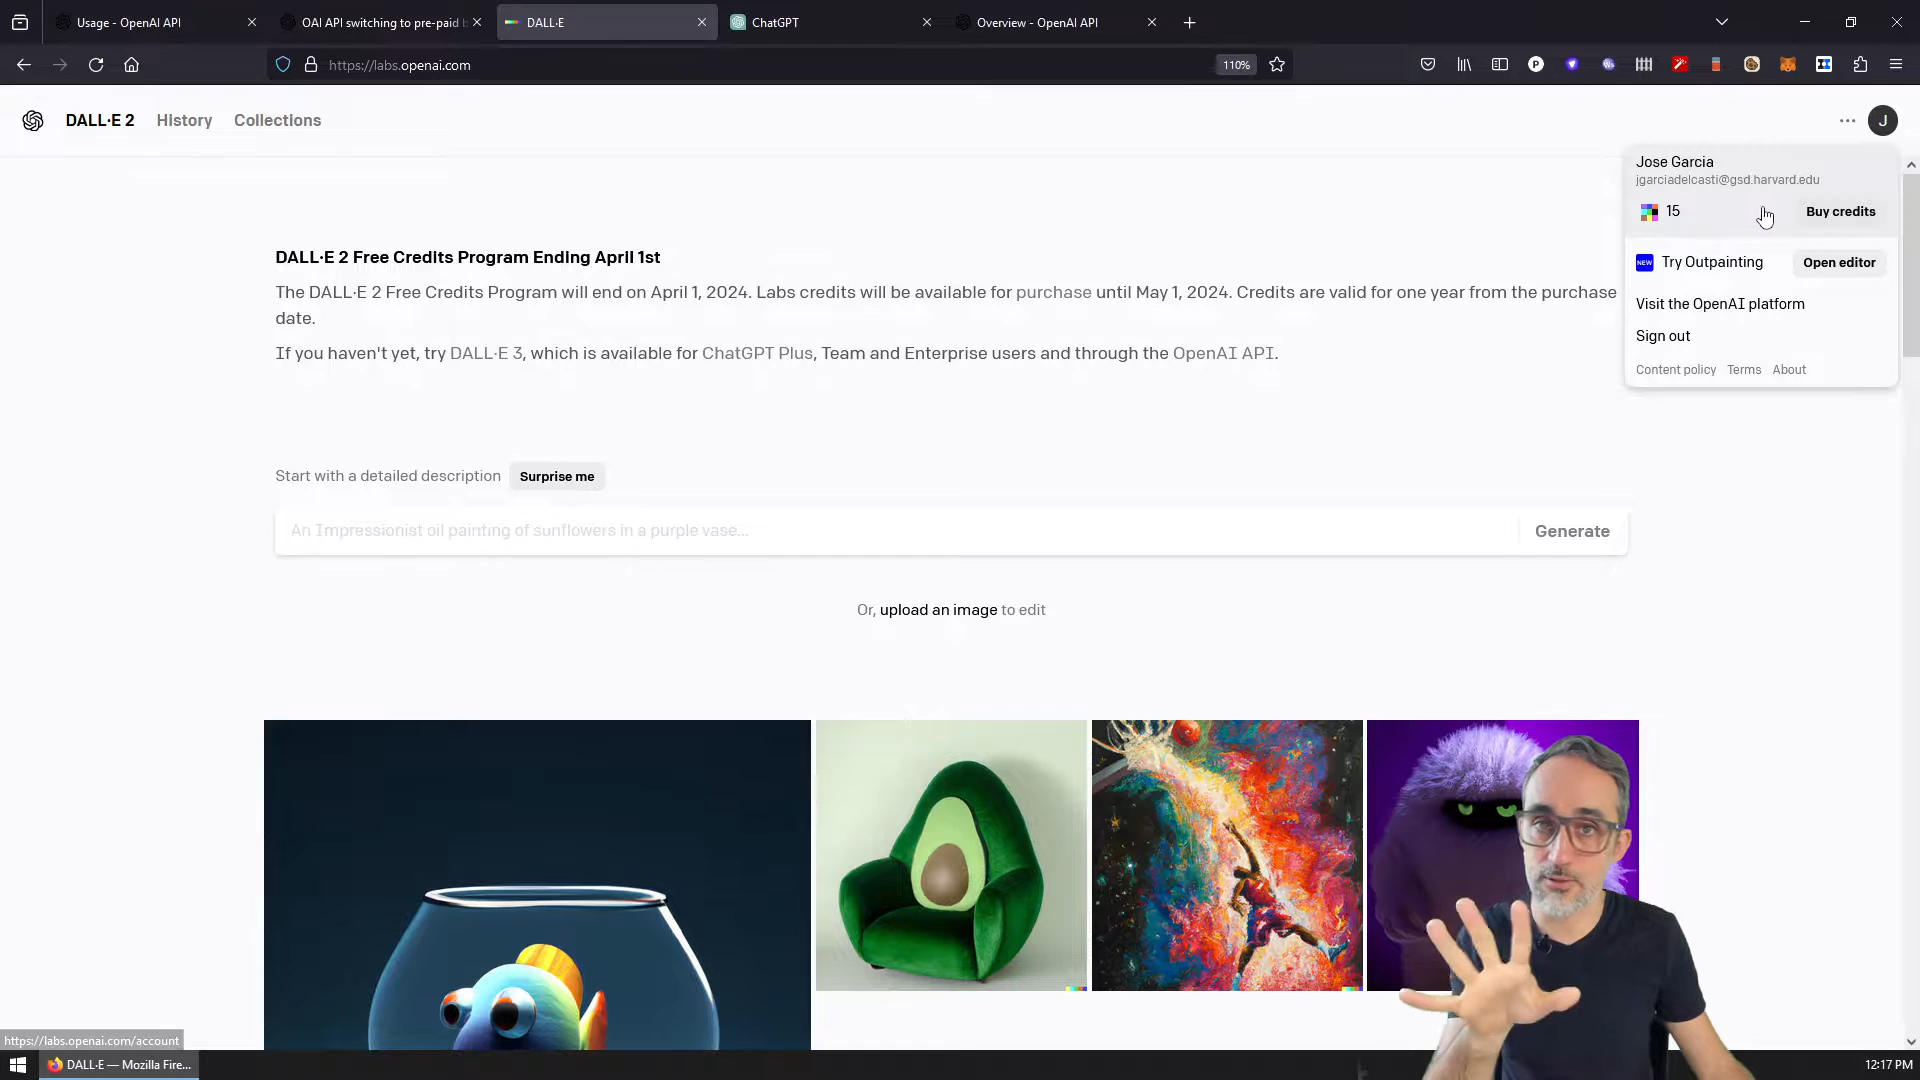 Usage - OpenAI API
OAI API switching to pre-paid
DALL·E
ChatGPT
Overview - OpenAI API
https://labs.openai.com
110%
DALL·E 2
History
Collections
J
Jose Garcia
jgarciadelcasti@gsd.harvard.edu
15
Buy credits
NEW
Try Outpainting
Open editor
Visit the OpenAI platform
Sign out
Content policy
Terms
About
DALL·E 2 Free Credits Program Ending April 1st
The DALL·E 2 Free Credits Program will end on April 1, 2024. Labs credits will be available for purchase until May 1, 2024. Credits are valid for one year from the purchase
date.
If you haven't yet, try DALL·E 3, which is available for ChatGPT Plus, Team and Enterprise users and through the OpenAI API.
Start with a detailed description
Surprise me
An Impressionist oil painting of sunflowers in a purple vase...
Generate
Or, upload an image to edit
https://labs.openai.com/account
DALL·E — Mozilla Fire...
12:17 PM